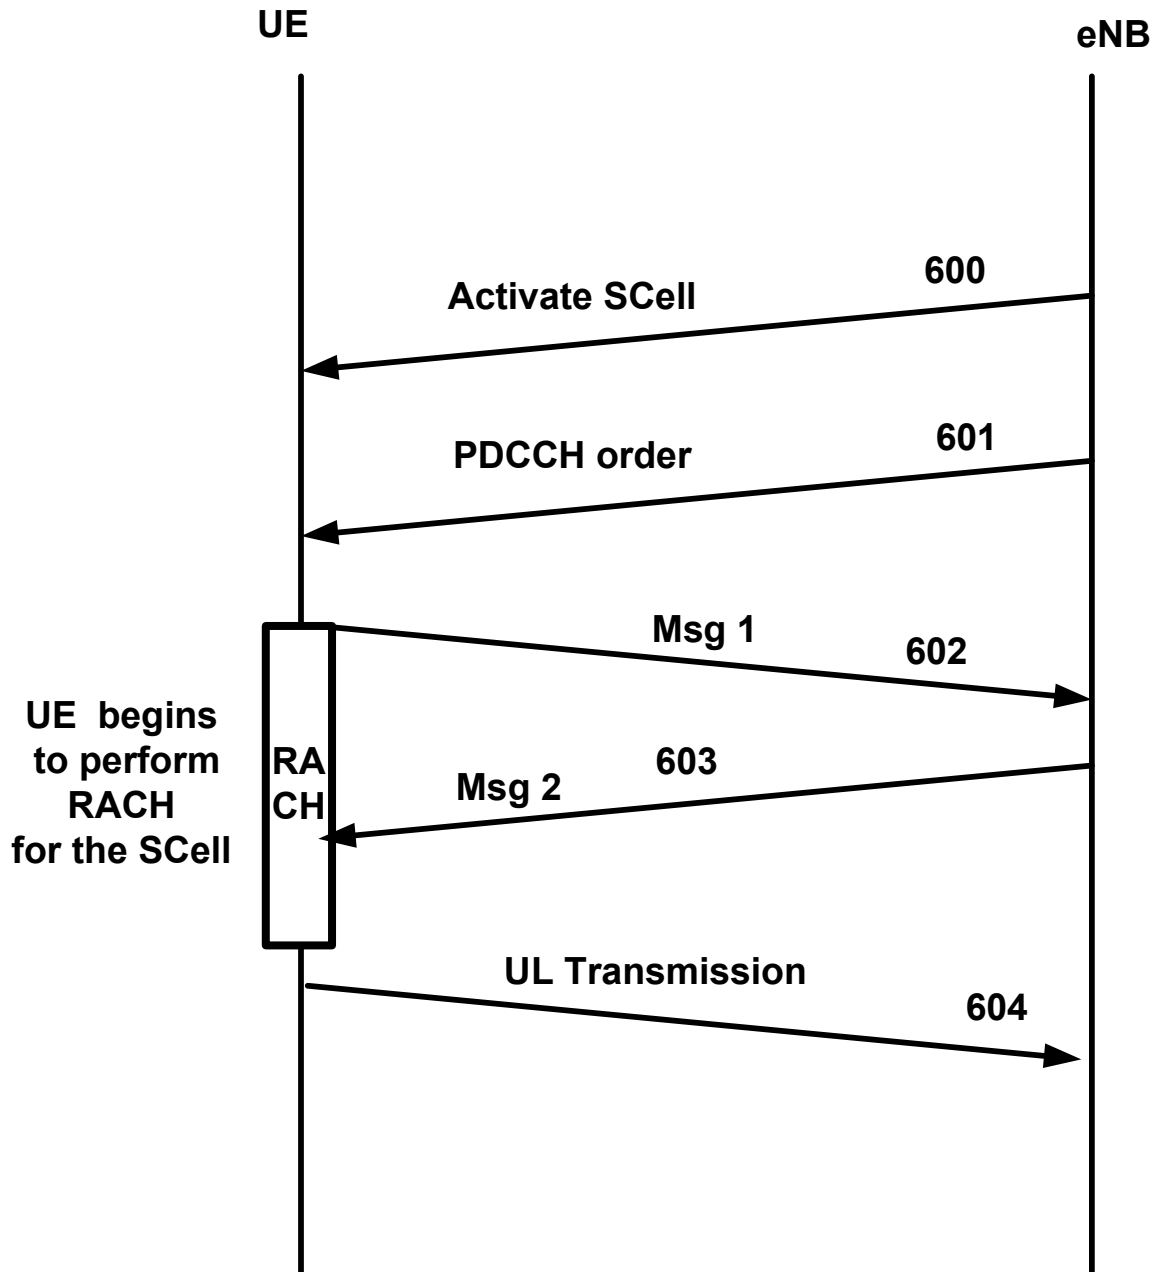 UE
eNB
600
Activate SCell
601
PDCCH order
Msg 1
602
UE begins
to perform
RACH
for the SCell
RA
CH
603
Msg 2
UL Transmission
604